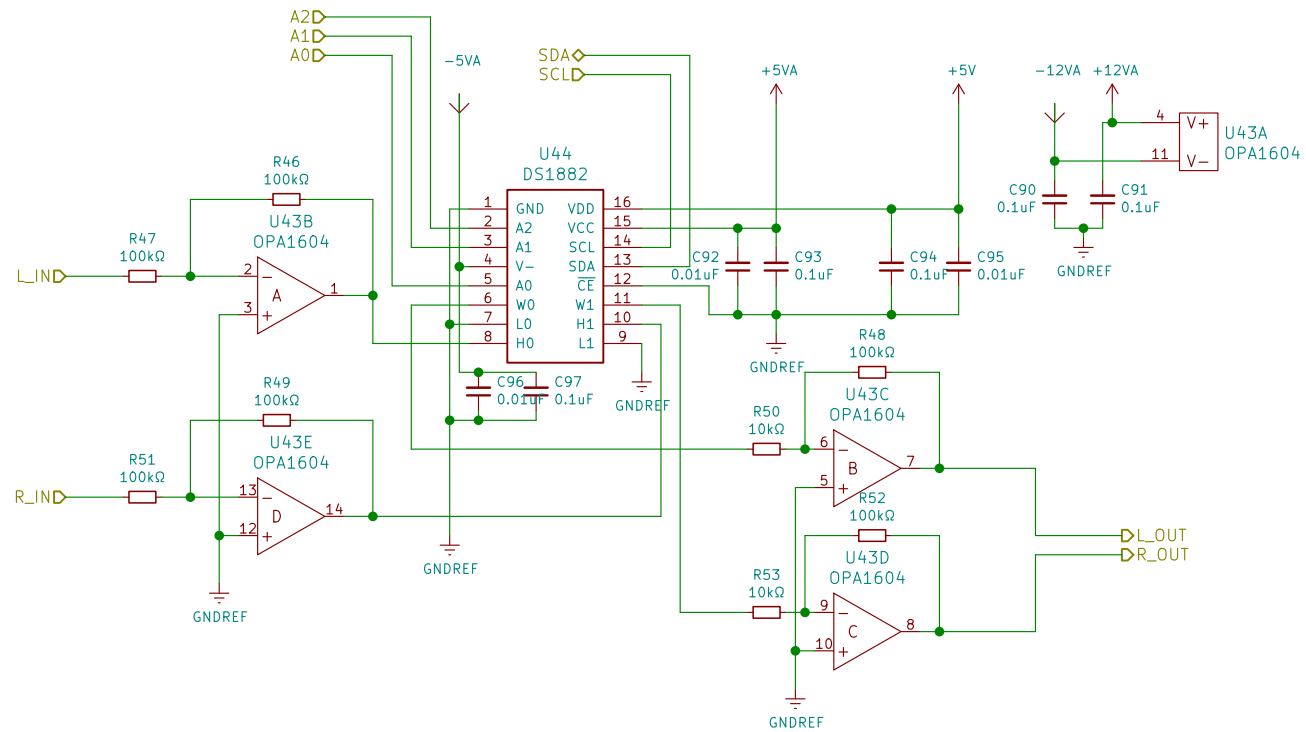 A2
A1
A0
-5VA
SDA
SCL
+5VA
+5V
-12VA
+12VA
4
V+
11
V-
U43A
OPA1604
C90
0.1uF
C91
0.1uF
GNDREF
U44
DS1882
1
GND
2
A2
3
A1
4
V-
5
A0
6
W0
7
L0
8
H0
VDD
16
VCC
15
SCL
14
SDA
13
CE
12
W1
11
H1
10
L1
9
R46
100kΩ
U43B
OPA1604
R47
100kΩ
L_IN
2
3
A
1
C92
0.01uF
C93
0.1uF
C94
0.1uF
C95
0.01uF
GNDREF
GNDREF
C96
0.01uF
C97
0.1uF
R49
100kΩ
U43E
OPA1604
R51
100kΩ
R_IN
13
12
D
14
GNDREF
GNDREF
R48
100kΩ
U43C
OPA1604
R50
10kΩ
6
5
B
7
R52
100kΩ
U43D
OPA1604
R53
10kΩ
9
10
C
8
L_OUT
R_OUT
GNDREF